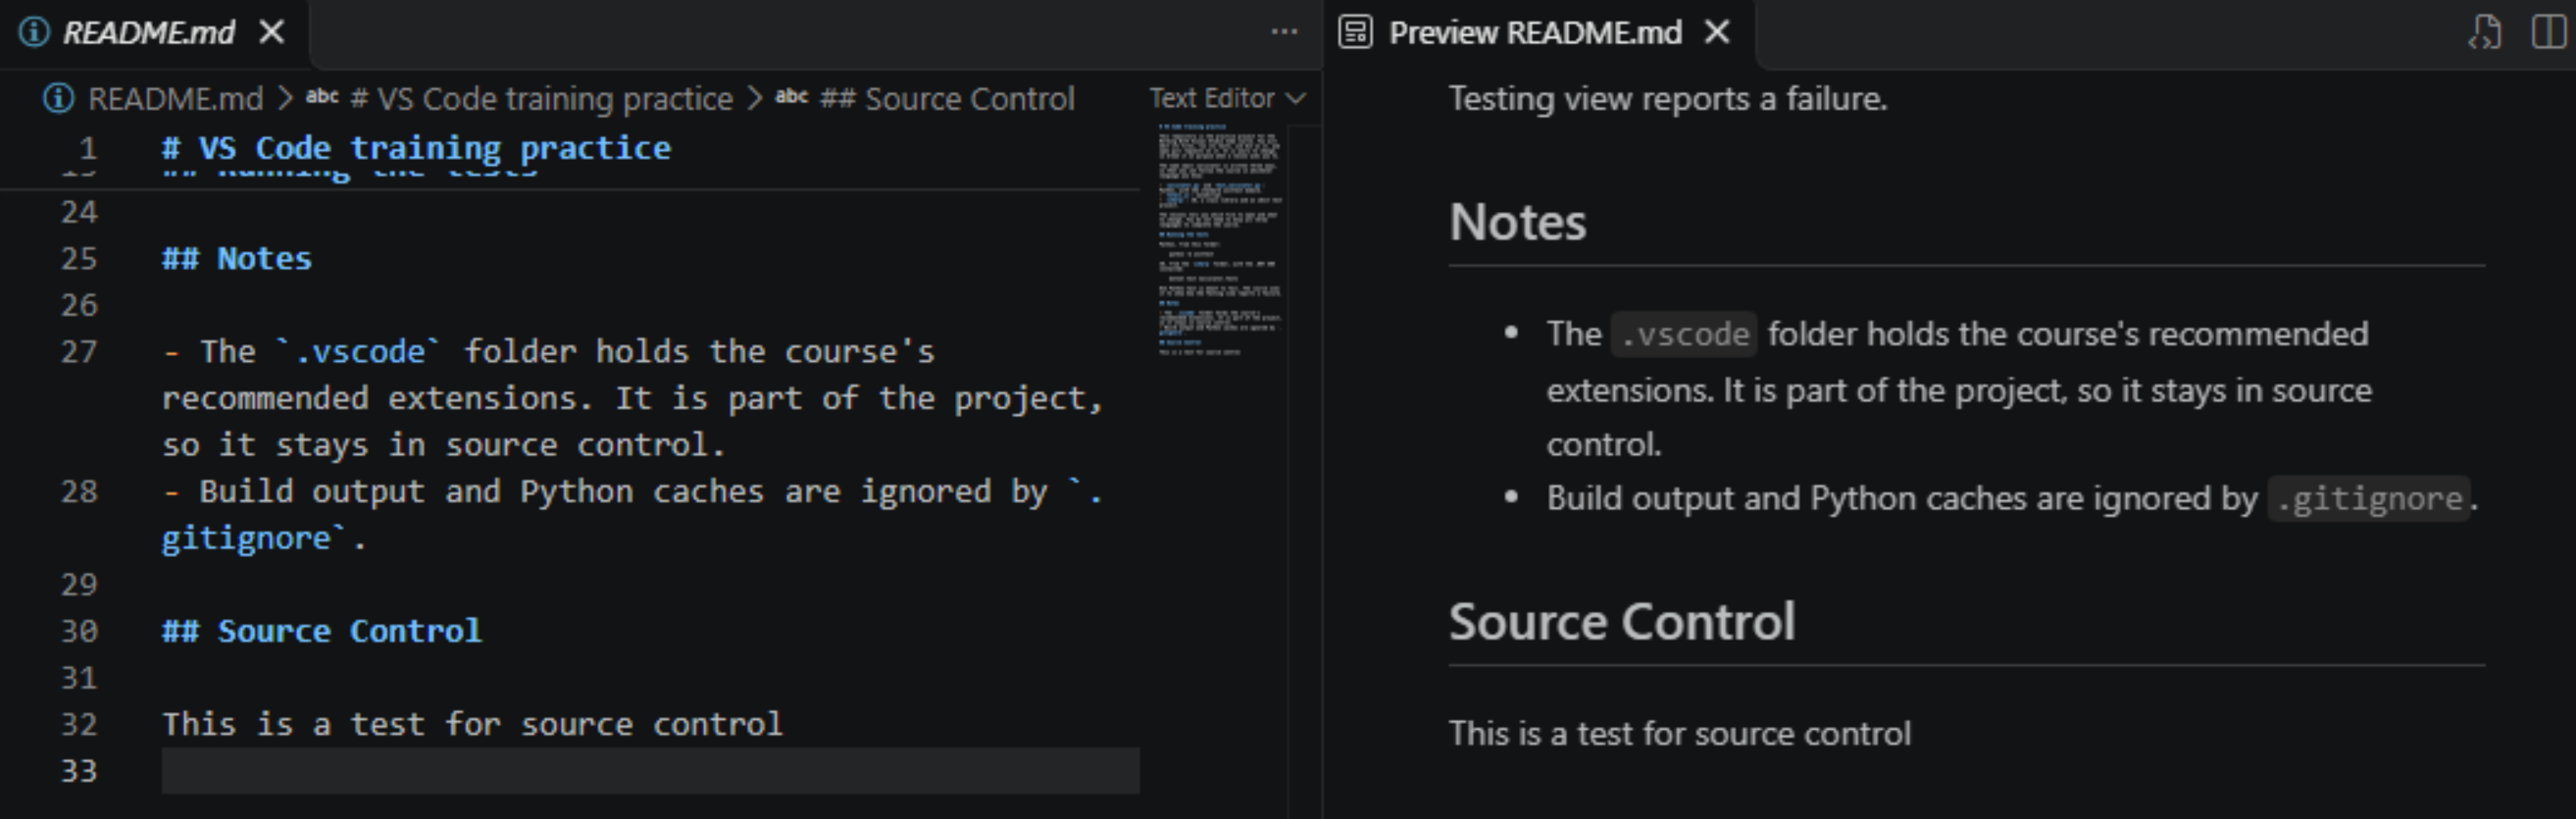 README.md
README.md > # VS Code training practice > ## Source Control
Text Editor
1 # VS Code training practice
## Running the tests
24
25 ## Notes
26
27 - The `.vscode` folder holds the course's
recommended extensions. It is part of the project,
so it stays in source control.
28 - Build output and Python caches are ignored by `.
gitignore`.
29
30 ## Source Control
31
32 This is a test for source control
33
Preview README.md
Testing view reports a failure.
Notes
• The .vscode folder holds the course's recommended
extensions. It is part of the project, so it stays in source
control.
• Build output and Python caches are ignored by .gitignore.
Source Control
This is a test for source control